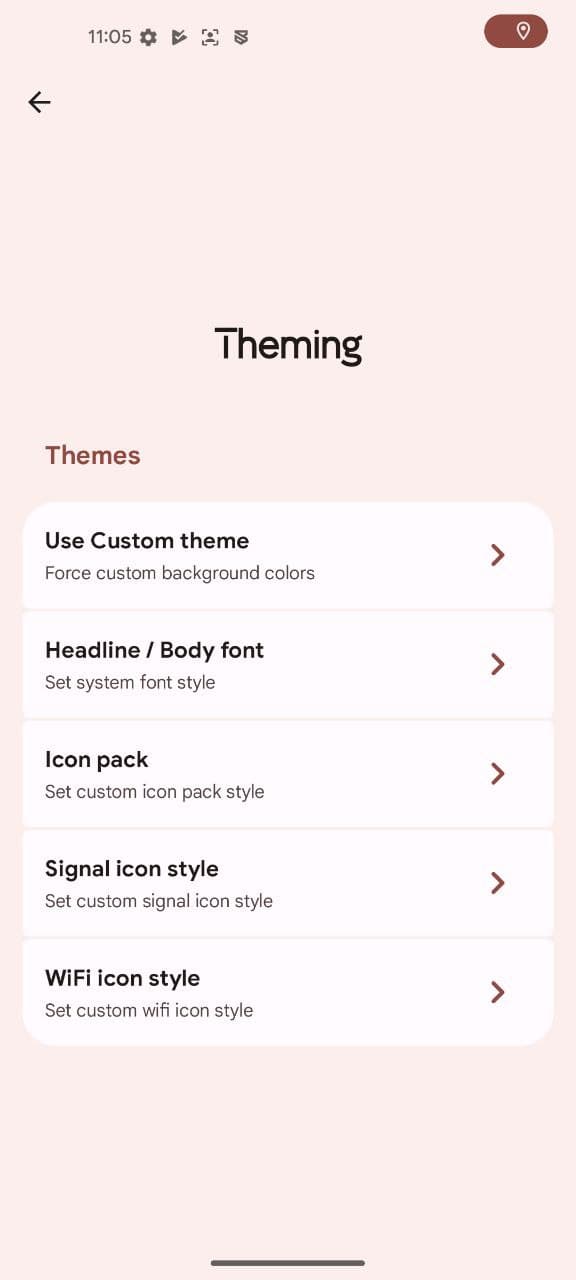 11:05
Theming
Themes
Use Custom theme
Force custom background colors
Headline / Body font
Set system font style
Icon pack
Set custom icon pack style
Signal icon style
Set custom signal icon style
WiFi icon style
Set custom wifi icon style